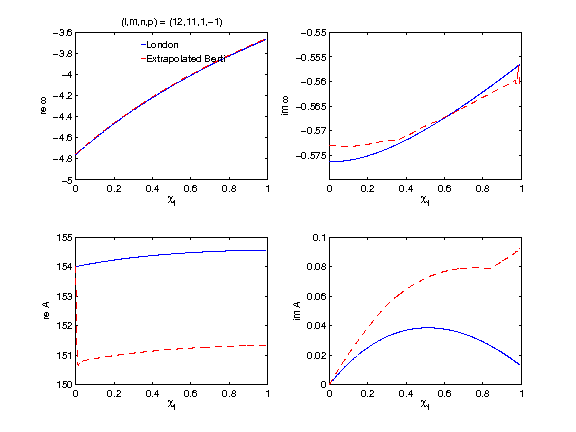 (l,m,n,p) = (12,11,1,−1)
−3.6
−3.8
−4
−4.2
−4.4
−4.6
−4.8
−5
0 0.2 0.4 0.6 0.8 1
χf
re ω
London
Extrapolated Berti
−0.55
−0.555
−0.56
−0.565
−0.57
−0.575
0 0.2 0.4 0.6 0.8 1
χf
im ω
155
154
153
152
151
150
0 0.2 0.4 0.6 0.8 1
χf
re A
0.1
0.08
0.06
0.04
0.02
0
0 0.2 0.4 0.6 0.8 1
χf
im A